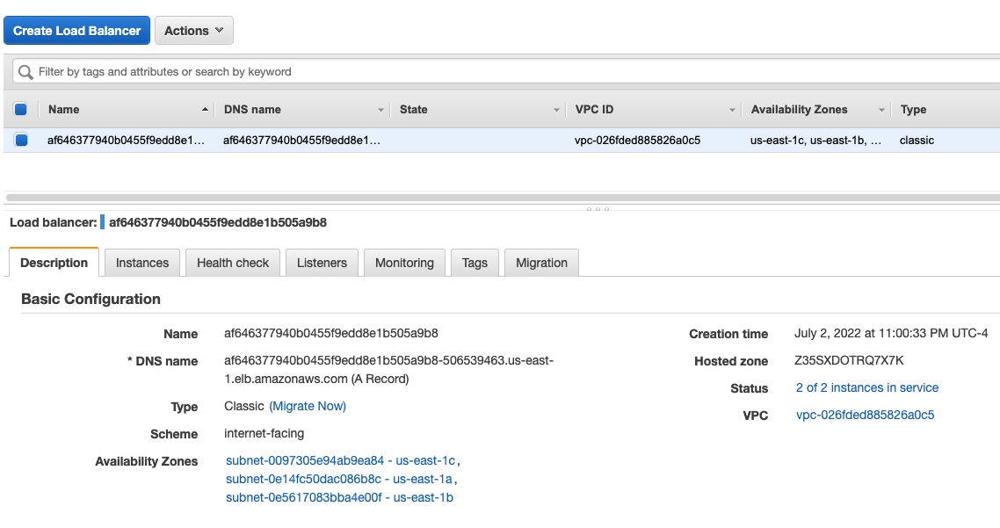 Create Load Balancer Actions
Filter by tags and attributes or search by keyword
Name DNS name State VPC ID Availability Zones Type
af646377940b0455f9edd8e1... af646377940b0455f9edd8e1... vpc-026fded885826a0c5 us-east-1c, us-east-1b, ... classic
Load balancer: af646377940b0455f9edd8e1b505a9b8
Description Instances Health check Listeners Monitoring Tags Migration
Basic Configuration
Name af646377940b0455f9edd8e1b505a9b8 Creation time July 2, 2022 at 11:00:33 PM UTC-4
* DNS name af646377940b0455f9edd8e1b505a9b8-506539463.us-east- Hosted zone Z35SXDOTRQ7X7K
1.elb.amazonaws.com (A Record) Status 2 of 2 instances in service
Type Classic (Migrate Now) VPC vpc-026fded885826a0c5
Scheme internet-facing
Availability Zones subnet-0097305e94ab9ea84 - us-east-1c,
subnet-0e14fc50dac086b8c - us-east-1a,
subnet-0e5617083bba4e00f - us-east-1b